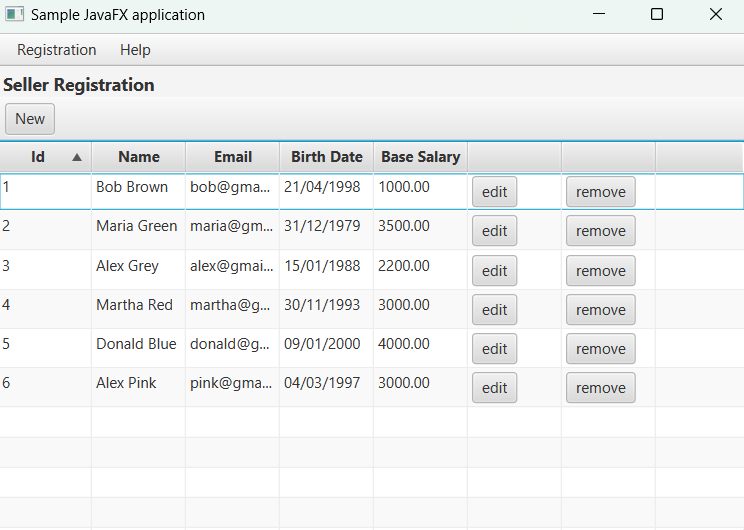 Sample JavaFX application
Registration Help
Seller Registration
New
Id Name Email Birth Date Base Salary
1 Bob Brown bob@gma... 21/04/1998 1000.00 edit remove
2 Maria Green maria@gm... 31/12/1979 3500.00 edit remove
3 Alex Grey alex@gmai... 15/01/1988 2200.00 edit remove
4 Martha Red martha@g... 30/11/1993 3000.00 edit remove
5 Donald Blue donald@g... 09/01/2000 4000.00 edit remove
6 Alex Pink pink@gma... 04/03/1997 3000.00 edit remove